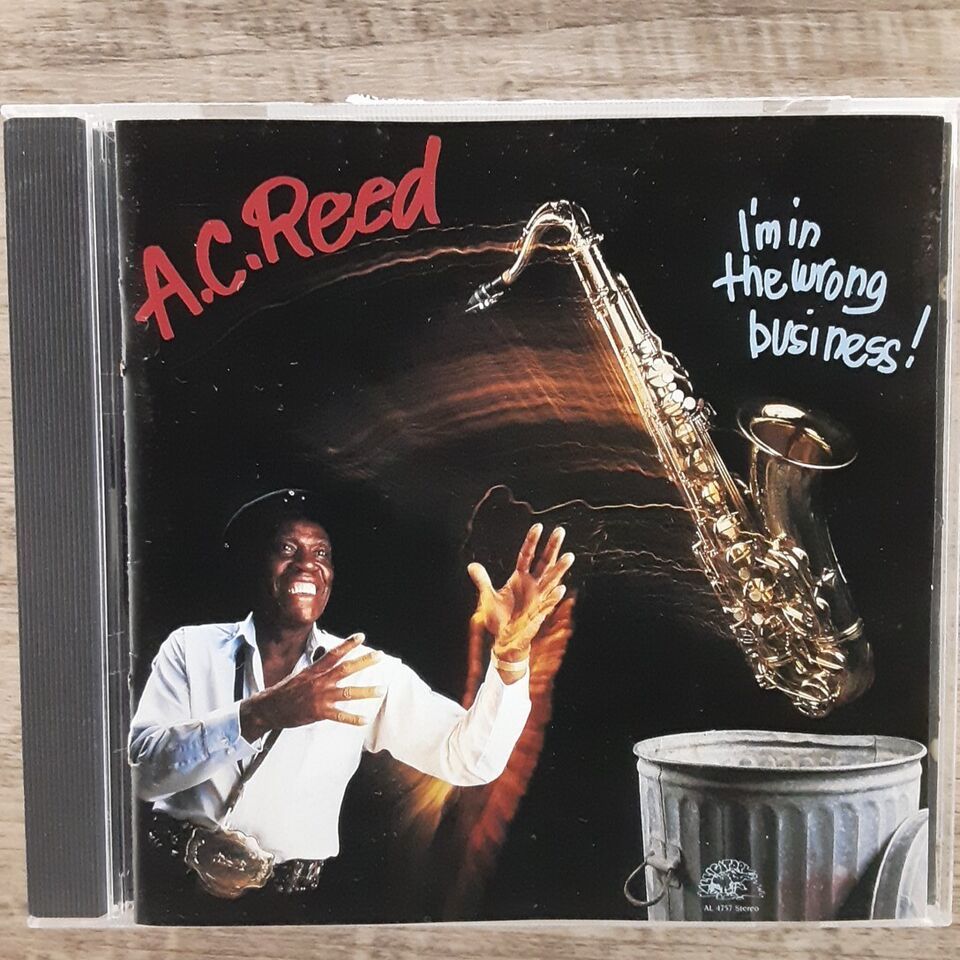 A.C. Reed
I'm in
the wrong
business!
AL 4757 Stereo